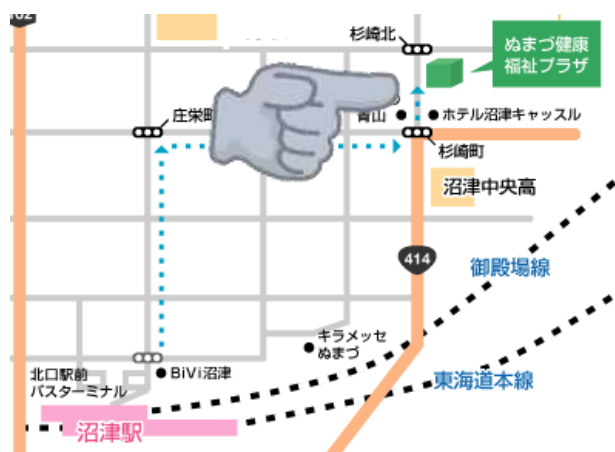 杉崎北
ぬまづ健康
福祉プラザ
庄栄町
青山
ホテル沼津キャッスル
杉崎町
沼津中央高
414
御殿場線
キラメッセ
ぬまづ
北口駅前
バスターミナル
BiVi沼津
東海道本線
沼津駅